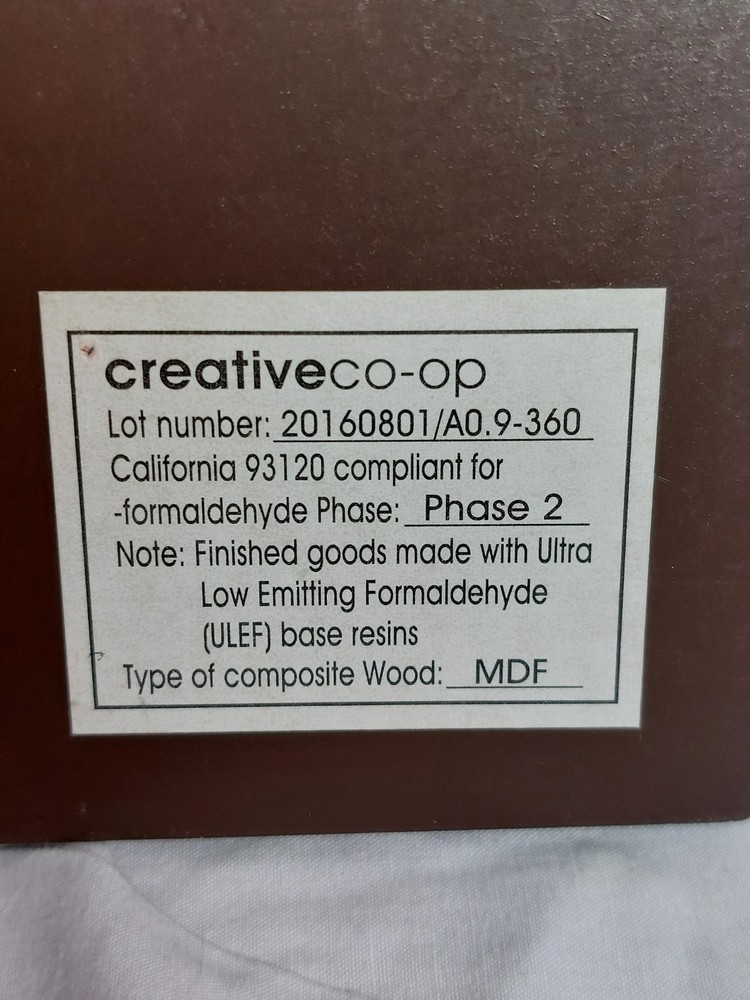 creativeco-op
Lot number: 20160801/A0.9-360
California 93120 compliant for
-formaldehyde Phase: Phase 2
Note: Finished goods made with Ultra
Low Emitting Formaldehyde
(ULEF) base resins
Type of composite Wood: MDF